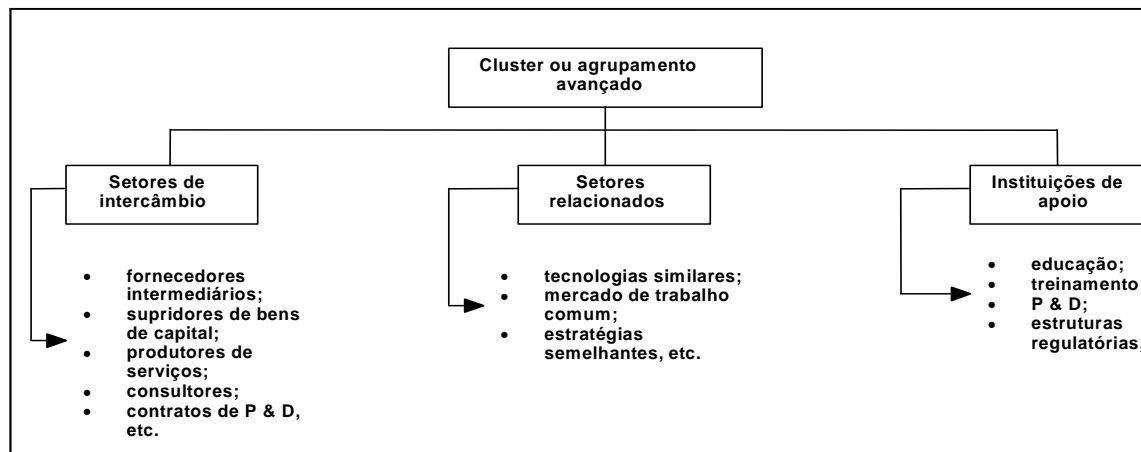 Cluster ou agrupamento
avançado
Setores de
intercâmbio
• fornecedores
intermediários;
• supridores de bens
de capital;
• produtores de
serviços;
• consultores;
• contratos de P & D,
etc.
Setores
relacionados
• tecnologias similares;
• mercado de trabalho
comum;
• estratégias
semelhantes, etc.
Instituições de
apoio
• educação;
• treinamento;
• P & D;
• estruturas
regulatórias,